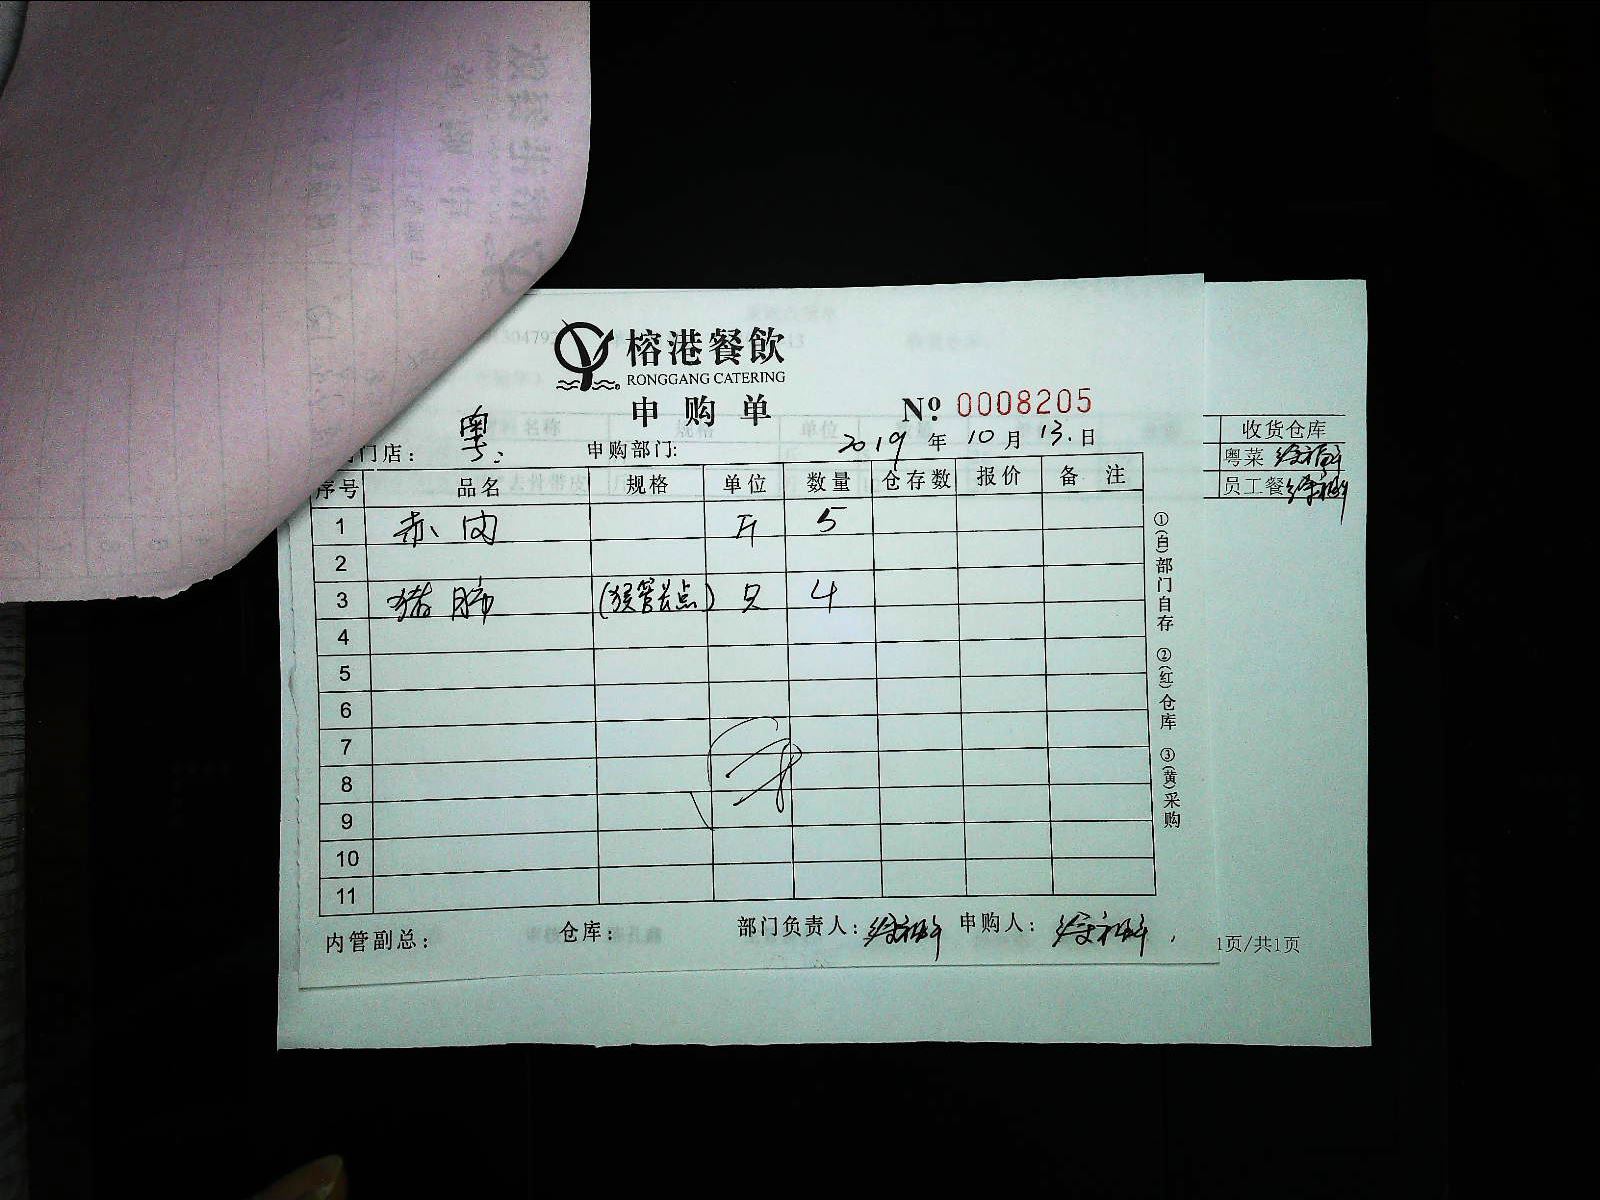 榕港餐飲
RONGGANG CATERING
申购单
№ 0008205
门店： 粤
申购部门: 2019 年 10 月 13 日
序号 品名 规格 单位 数量 仓存数 报价 备 注
1 赤肉 斤 5
2
3 猪肺 (喉管长点) 只 4
4
5
6
7
8
9
10
11
①(白)部门自存 ②(红)仓库 ③(黄)采购
内管副总： 仓库： 部门负责人： 申购人：
收货仓库
粤菜
员工餐
1页/共1页